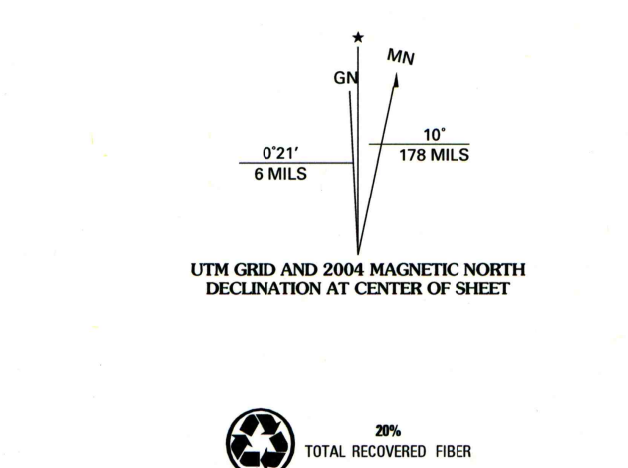 ★
MN
GN
10°
178 MILS
0°21′
6 MILS
UTM GRID AND 2004 MAGNETIC NORTH
DECLINATION AT CENTER OF SHEET
20%
TOTAL RECOVERED FIBER